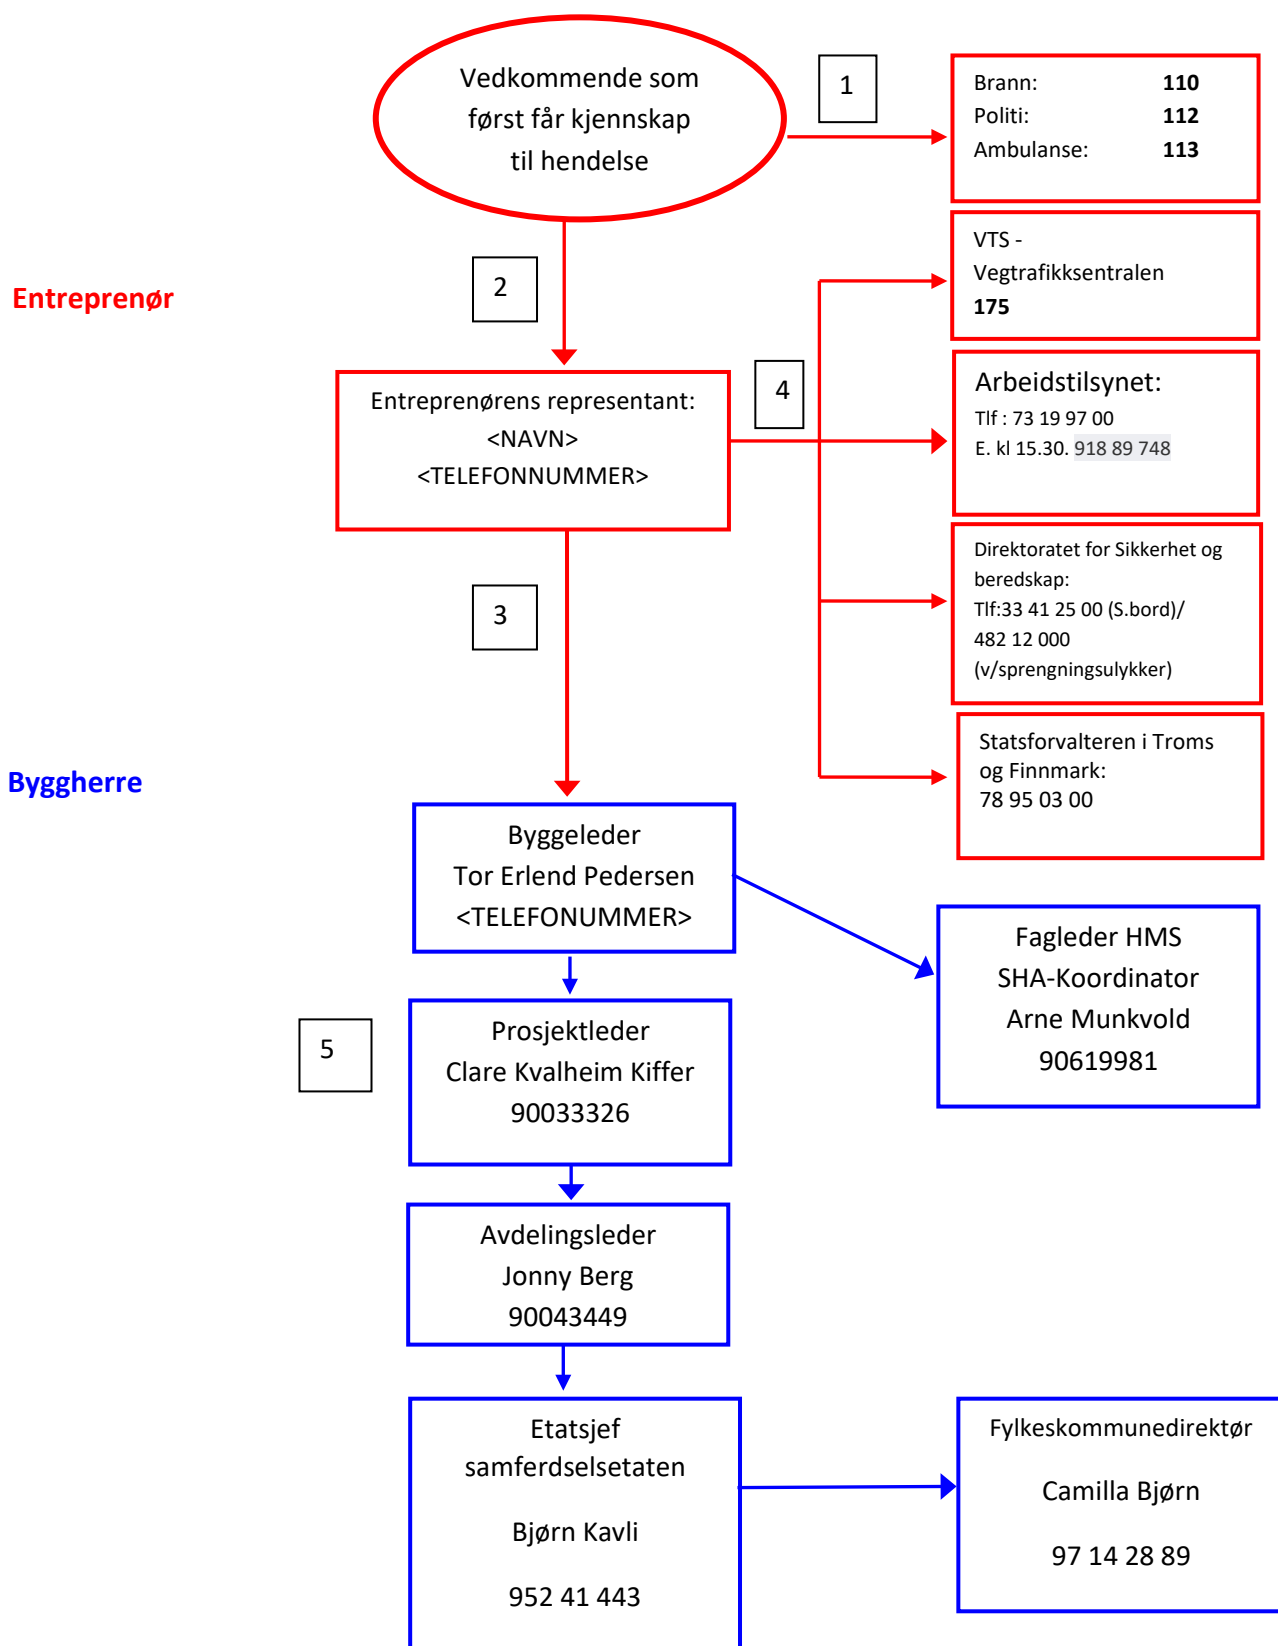 Vedkommende som
først får kjennskap
til hendelse
1
Brann: 110
Politi: 112
Ambulanse: 113
VTS -
Vegtrafikksentralen
175
Entreprenør
2
Entreprenørens representant:
<NAVN>
<TELEFONNUMMER>
4
Arbeidstilsynet:
Tlf : 73 19 97 00
E. kl 15.30. 918 89 748
Direktoratet for Sikkerhet og
beredskap:
Tlf:33 41 25 00 (S.bord)/
482 12 000
(v/sprengningsulykker)
3
Statsforvalteren i Troms
og Finnmark:
78 95 03 00
Byggherre
Byggeleder
Tor Erlend Pedersen
<TELEFONUMMER>
Fagleder HMS
SHA-Koordinator
Arne Munkvold
90619981
5
Prosjektleder
Clare Kvalheim Kiffer
90033326
Avdelingsleder
Jonny Berg
90043449
Etatsjef
samferdselsetaten
Bjørn Kavli
952 41 443
Fylkeskommunedirektør
Camilla Bjørn
97 14 28 89